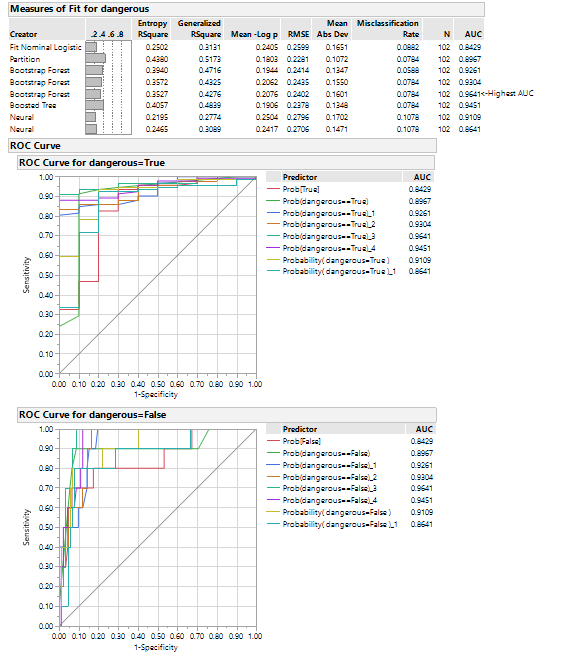 Measures of Fit for dangerous
Entropy Generalized Mean Misclassification
Creator .2 .4 .6 .8 RSquare RSquare Mean -Log p RMSE Abs Dev Rate N AUC
Fit Nominal Logistic 0.2502 0.3131 0.2405 0.2599 0.1651 0.0882 102 0.8429
Partition 0.4380 0.5173 0.1803 0.2281 0.1072 0.0784 102 0.8967
Bootstrap Forest 0.3940 0.4716 0.1944 0.2414 0.1347 0.0588 102 0.9261
Bootstrap Forest 0.3572 0.4325 0.2062 0.2435 0.1550 0.0784 102 0.9304
Bootstrap Forest 0.3527 0.4276 0.2076 0.2402 0.1601 0.0784 102 0.9641<-Highest AUC
Boosted Tree 0.4057 0.4839 0.1906 0.2378 0.1348 0.0784 102 0.9451
Neural 0.2195 0.2774 0.2504 0.2796 0.1702 0.1078 102 0.9109
Neural 0.2465 0.3089 0.2417 0.2706 0.1471 0.1078 102 0.8641
ROC Curve
ROC Curve for dangerous=True
Sensitivity
1.00
0.90
0.80
0.70
0.60
0.50
0.40
0.30
0.20
0.10
0.00
0.00 0.10 0.20 0.30 0.40 0.50 0.60 0.70 0.80 0.90 1.00
1-Specificity
Predictor AUC
Prob[True] 0.8429
Prob(dangerous==True) 0.8967
Prob(dangerous==True)_1 0.9261
Prob(dangerous==True)_2 0.9304
Prob(dangerous==True)_3 0.9641
Prob(dangerous==True)_4 0.9451
Probability( dangerous=True ) 0.9109
Probability( dangerous=True )_1 0.8641
ROC Curve for dangerous=False
Sensitivity
1.00
0.90
0.80
0.70
0.60
0.50
0.40
0.30
0.20
0.10
0.00
0.00 0.10 0.20 0.30 0.40 0.50 0.60 0.70 0.80 0.90 1.00
1-Specificity
Predictor AUC
Prob[False] 0.8429
Prob(dangerous==False) 0.8967
Prob(dangerous==False)_1 0.9261
Prob(dangerous==False)_2 0.9304
Prob(dangerous==False)_3 0.9641
Prob(dangerous==False)_4 0.9451
Probability( dangerous=False ) 0.9109
Probability( dangerous=False )_1 0.8641